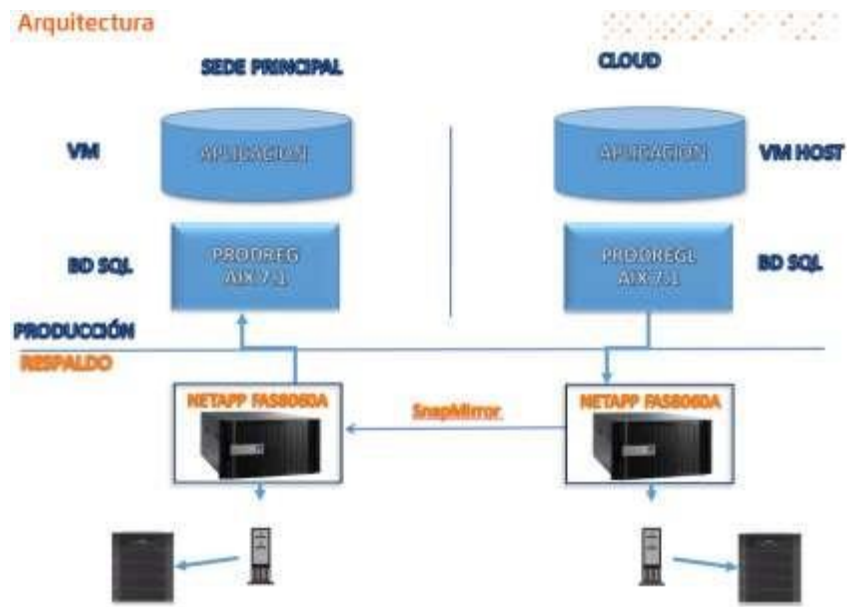 Arquitectura
SEDE PRINCIPAL
CLOUD
VM
APLICACION
APLICACION
VM HOST
BD SQL
PRODREG
AIX 7.1
PRODREGL
AIX 7.1
BD SQL
PRODUCCIÓN
RESPALDO
NETAPP FAS8060A
SnapMirror
NETAPP FAS8060A